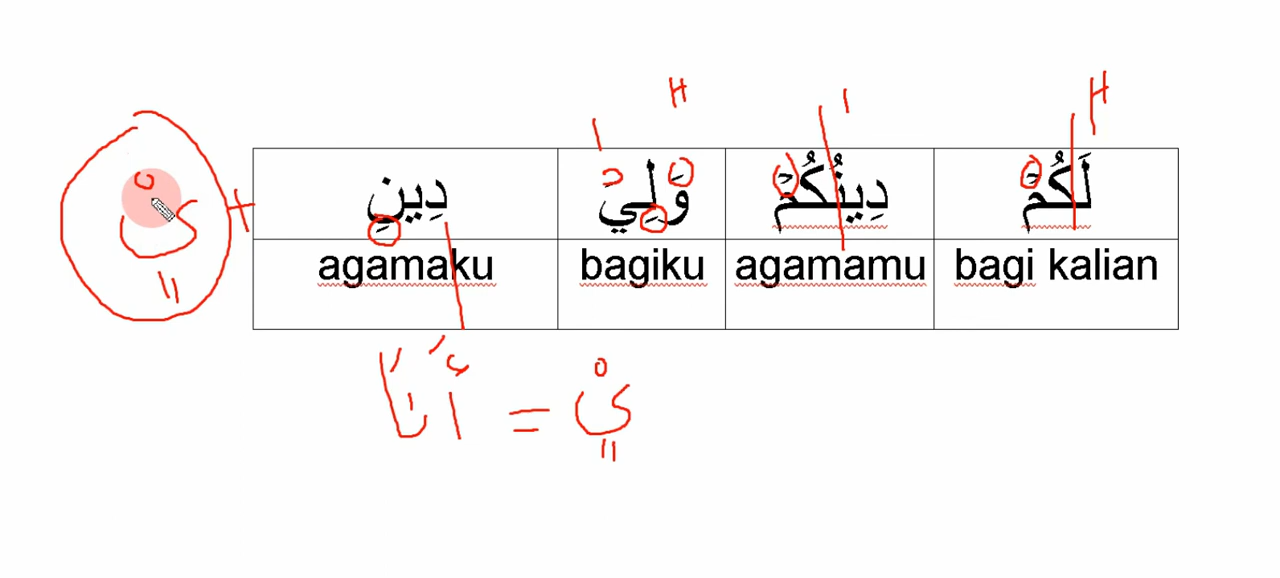 H I H I
لَكُمْ دِينُكُمْ وَلِي دِينِ + يْ
bagi kalian agamamu bagiku agamaku
يْ = أَنَا